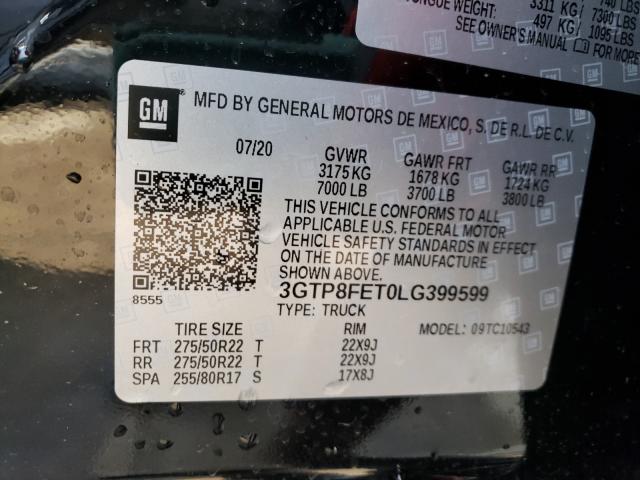 3311 KG / 7300 LBS
TONGUE WEIGHT: 497 KG / 1095 LBS
SEE OWNER'S MANUAL FOR MORE
GM
MFD BY GENERAL MOTORS DE MEXICO, S. DE R.L. DE C.V.
07/20 GVWR GAWR FRT GAWR RR
3175 KG 1678 KG 1724 KG
7000 LB 3700 LB 3800 LB
THIS VEHICLE CONFORMS TO ALL
APPLICABLE U.S. FEDERAL MOTOR
VEHICLE SAFETY STANDARDS IN EFFECT
ON THE DATE OF MANUFACTURE
SHOWN ABOVE.
8555
3GTP8FET0LG399599
TYPE: TRUCK
MODEL: 09TC10543
TIRE SIZE RIM
FRT 275/50R22 T 22X9J
RR 275/50R22 T 22X9J
SPA 255/80R17 S 17X8J